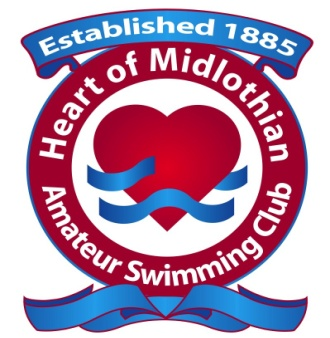 Established 1885
Heart of Midlothian
Amateur Swimming Club